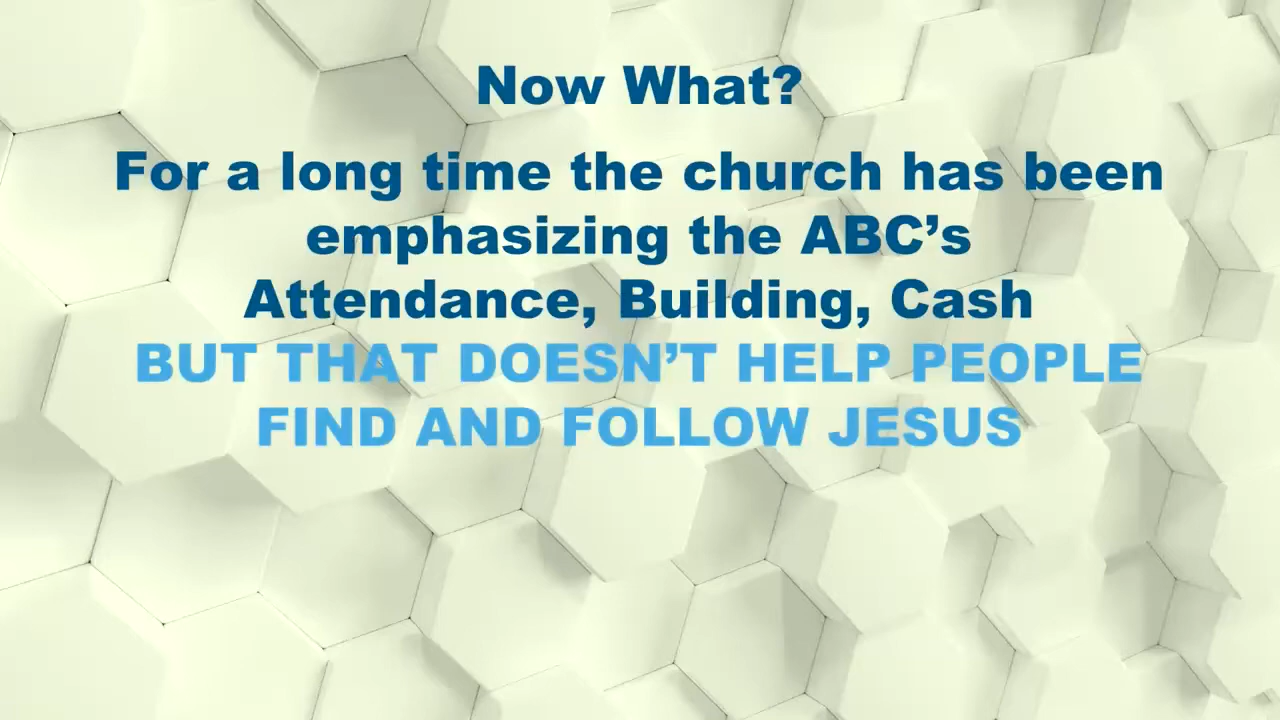 Now What?
For a long time the church has been
emphasizing the ABC’s
Attendance, Building, Cash
BUT THAT DOESN’T HELP PEOPLE
FIND AND FOLLOW JESUS